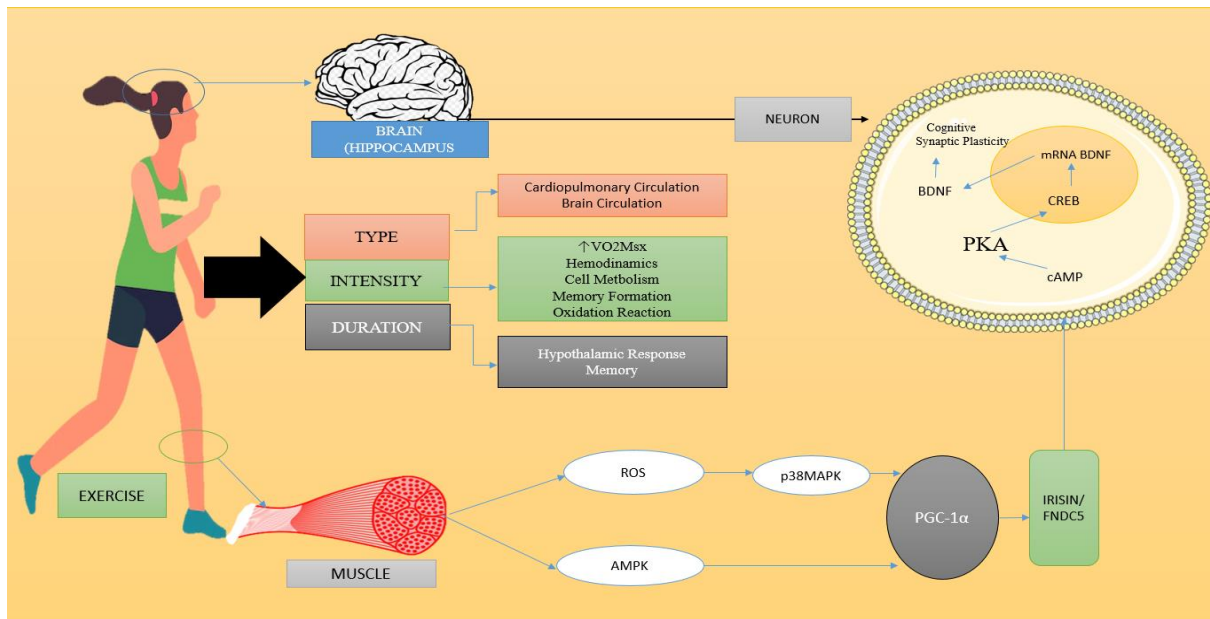 BRAIN
(HIPPOCAMPUS
NEURON
Cognitive
Synaptic Plasticity
mRNA BDNF
BDNF
CREB
PKA
cAMP
TYPE
INTENSITY
DURATION
Cardiopulmonary Circulation
Brain Circulation
↑VO2Msx
Hemodinamics
Cell Metbolism
Memory Formation
Oxidation Reaction
Hypothalamic Response
Memory
EXERCISE
MUSCLE
ROS
p38MAPK
AMPK
PGC-1α
IRISIN/
FNDC5